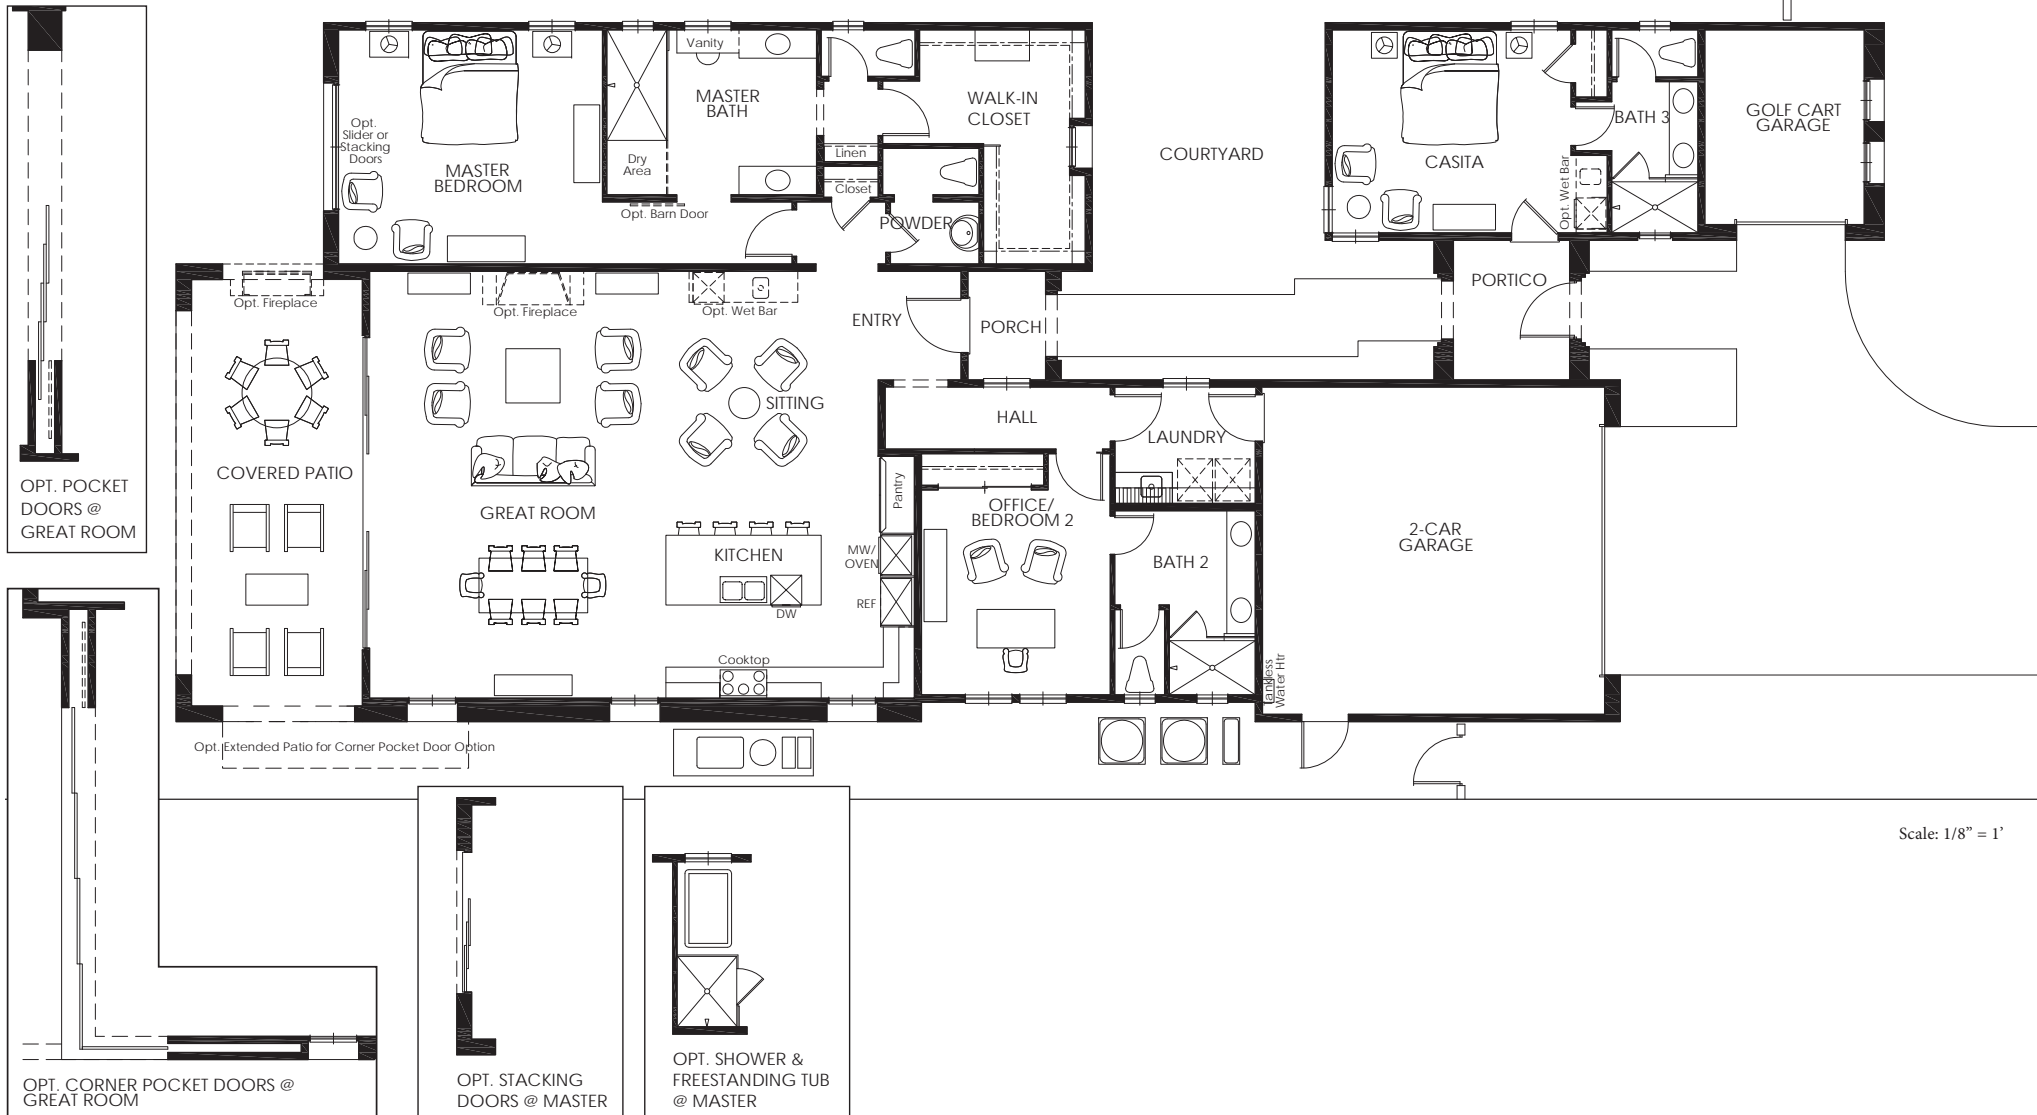 Vanity
MASTER
BATH
WALK-IN
CLOSET
COURTYARD
BATH 3
GOLF CART
GARAGE
Opt.
Slider or
Stacking
Doors
MASTER
BEDROOM
Dry
Area
Linen
Closet
CASITA
Opt. Wet Bar
Opt. Barn Door
POWDER
PORTICO
Opt. Fireplace
Opt. Fireplace
Opt. Wet Bar
ENTRY
PORCH
SITTING
HALL
LAUNDRY
COVERED PATIO
Pantry
GREAT ROOM
OFFICE/
BEDROOM 2
2-CAR
GARAGE
KITCHEN
MW/
OVEN
BATH 2
REF
DW
Cooktop
Tankless
Water Htr
OPT. POCKET
DOORS @
GREAT ROOM
Opt. Extended Patio for Corner Pocket Door Option
Scale: 1/8” = 1’
OPT. CORNER POCKET DOORS @
GREAT ROOM
OPT. STACKING
DOORS @ MASTER
OPT. SHOWER &
FREESTANDING TUB
@ MASTER